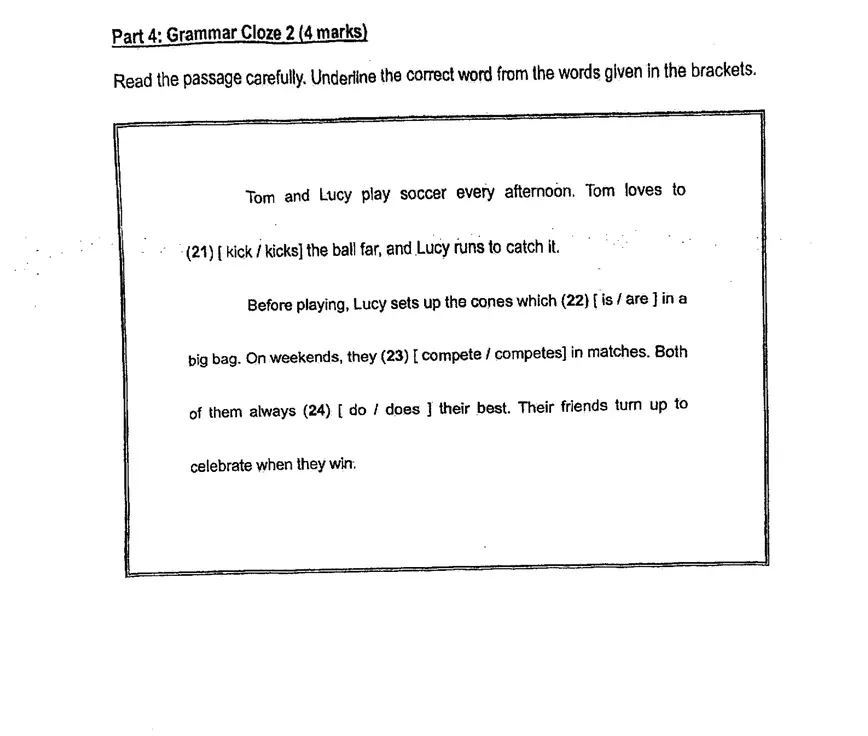 Part 4: Grammar Cloze 2 (4 marks)
Read the passage carefully. Underline the correct word from the words given in the brackets.
Tom and Lucy play soccer every afternoon. Tom loves to
(21) [ kick / kicks] the ball far, and Lucy runs to catch it.
Before playing, Lucy sets up the cones which (22) [ is / are ] in a
big bag. On weekends, they (23) [ compete / competes] in matches. Both
of them always (24) [ do / does ] their best. Their friends turn up to
celebrate when they win.